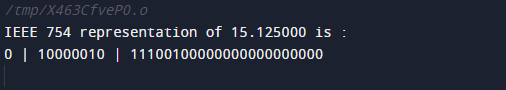 /tmp/X463CfveP0.o
IEEE 754 representation of 15.125000 is :
0 | 10000010 | 11100100000000000000000